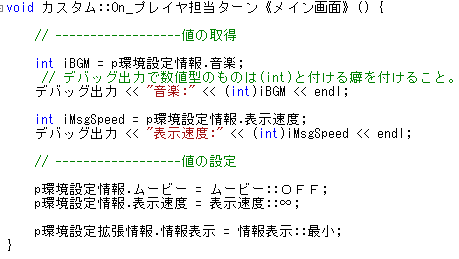 void カスタム::On_プレイヤ担当ターン《メイン画面》() {
// ------------------値の取得
int iBGM = p環境設定情報.音楽;
// デバッグ出力で数値型のものは(int)と付ける癖を付けること。
デバッグ出力 << "音楽:" << (int)iBGM << endl;
int iMsgSpeed = p環境設定情報.表示速度;
デバッグ出力 << "表示速度:" << (int)iMsgSpeed << endl;
// ------------------値の設定
p環境設定情報.ムービー = ムービー::ＯＦＦ;
p環境設定情報.表示速度 = 表示速度::∞;
p環境設定拡張情報.情報表示 = 情報表示::最小;
}